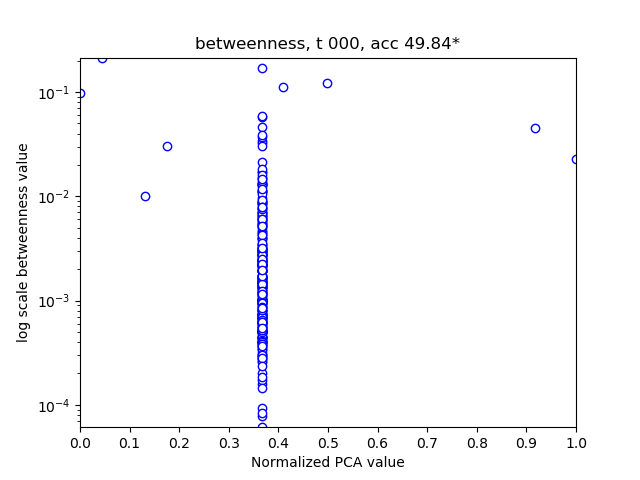 betweenness, t 000, acc 49.84*
log scale betweenness value
10⁻¹
10⁻²
10⁻³
10⁻⁴
0.0 0.1 0.2 0.3 0.4 0.5 0.6 0.7 0.8 0.9 1.0
Normalized PCA value